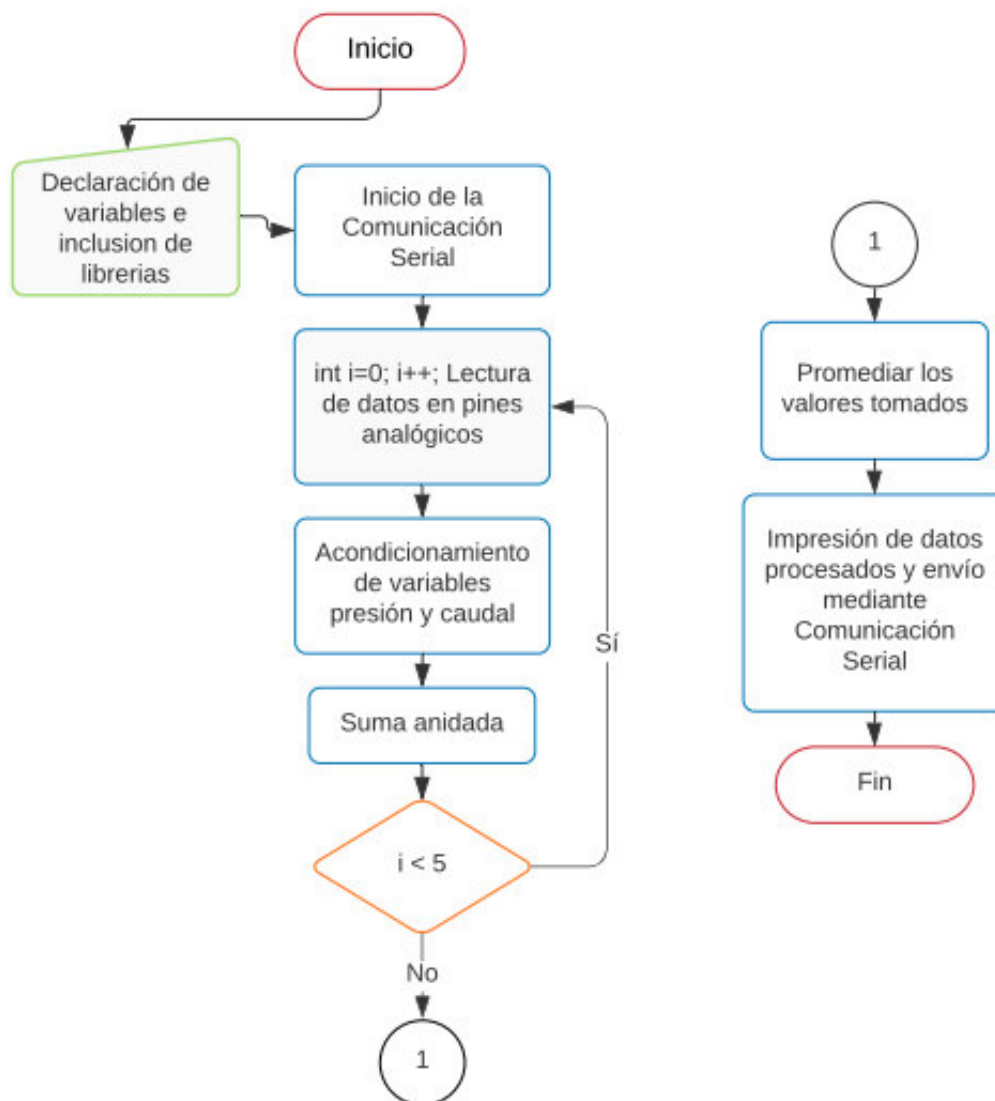 Inicio
Declaración de
variables e
inclusion de
librerias
Inicio de la
Comunicación
Serial
int i=0; i++; Lectura
de datos en pines
analógicos
Acondicionamiento
de variables
presión y caudal
Suma anidada
i < 5
Sí
No
1
1
Promediar los
valores tomados
Impresión de datos
procesados y envío
mediante
Comunicación
Serial
Fin